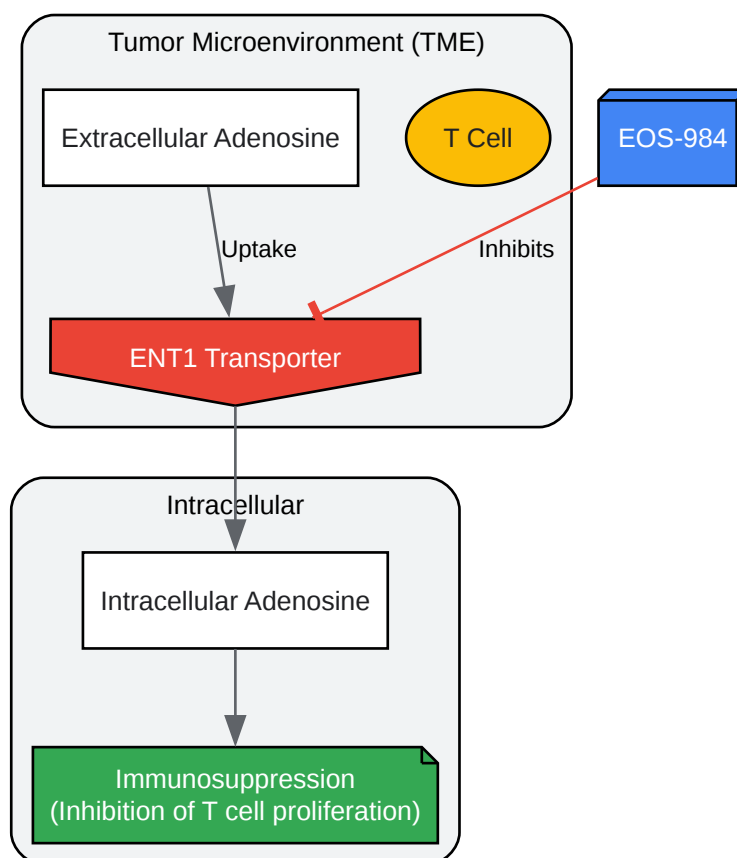 Tumor Microenvironment (TME)
Extracellular Adenosine
T Cell
EOS-984
Uptake
Inhibits
ENT1 Transporter
Intracellular
Intracellular Adenosine
Immunosuppression
(Inhibition of T cell proliferation)